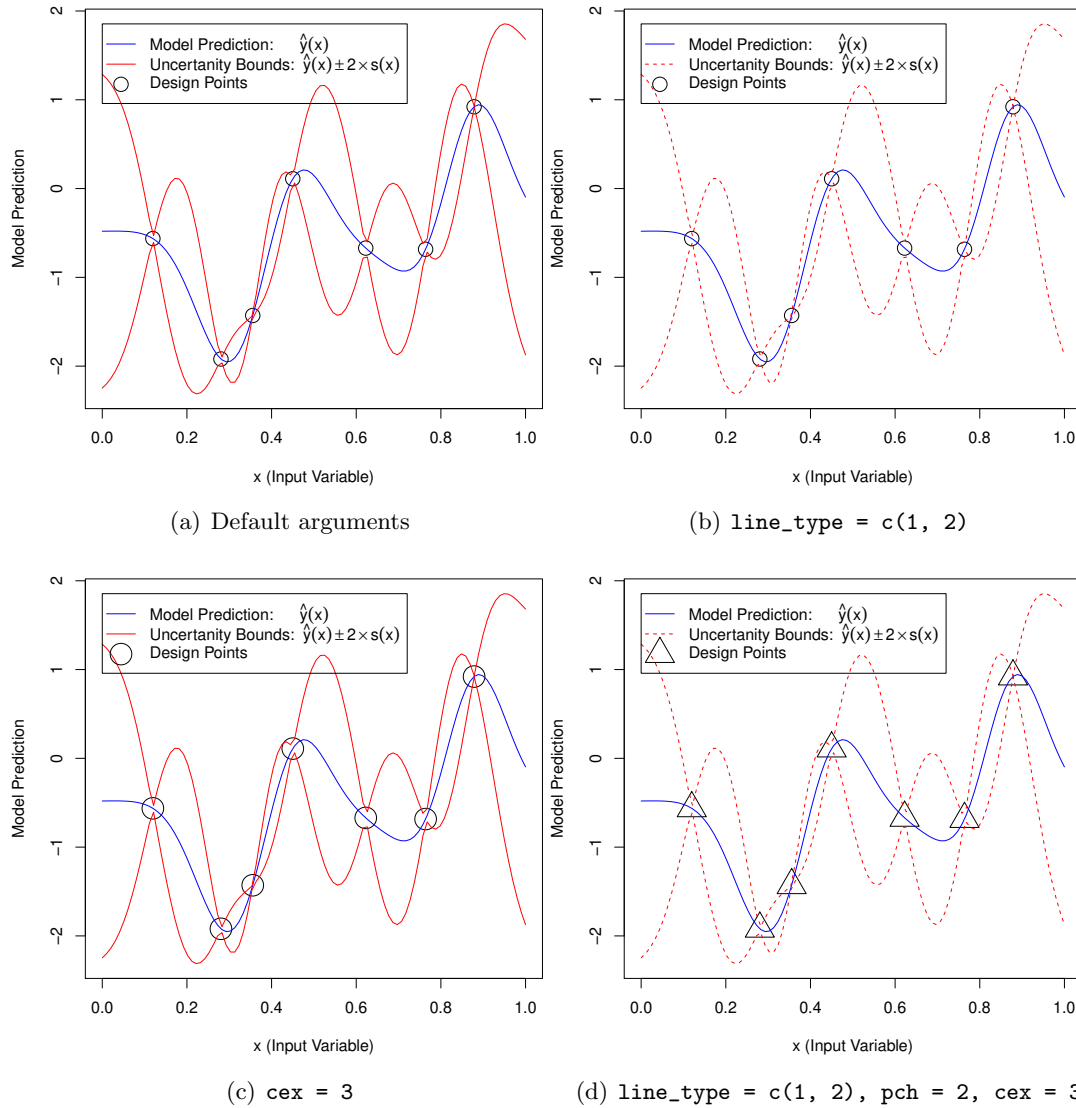 Model Prediction: ŷ(x)
Uncertanity Bounds: ŷ(x) ± 2 × s(x)
Design Points
Model Prediction
2
1
0
−1
−2
0.0 0.2 0.4 0.6 0.8 1.0
x (Input Variable)
(a) Default arguments
Model Prediction: ŷ(x)
Uncertanity Bounds: ŷ(x) ± 2 × s(x)
Design Points
Model Prediction
2
1
0
−1
−2
0.0 0.2 0.4 0.6 0.8 1.0
x (Input Variable)
(b) line_type = c(1, 2)
Model Prediction: ŷ(x)
Uncertanity Bounds: ŷ(x) ± 2 × s(x)
Design Points
Model Prediction
2
1
0
−1
−2
0.0 0.2 0.4 0.6 0.8 1.0
x (Input Variable)
(c) cex = 3
Model Prediction: ŷ(x)
Uncertanity Bounds: ŷ(x) ± 2 × s(x)
Design Points
Model Prediction
2
1
0
−1
−2
0.0 0.2 0.4 0.6 0.8 1.0
x (Input Variable)
(d) line_type = c(1, 2), pch = 2, cex = 3